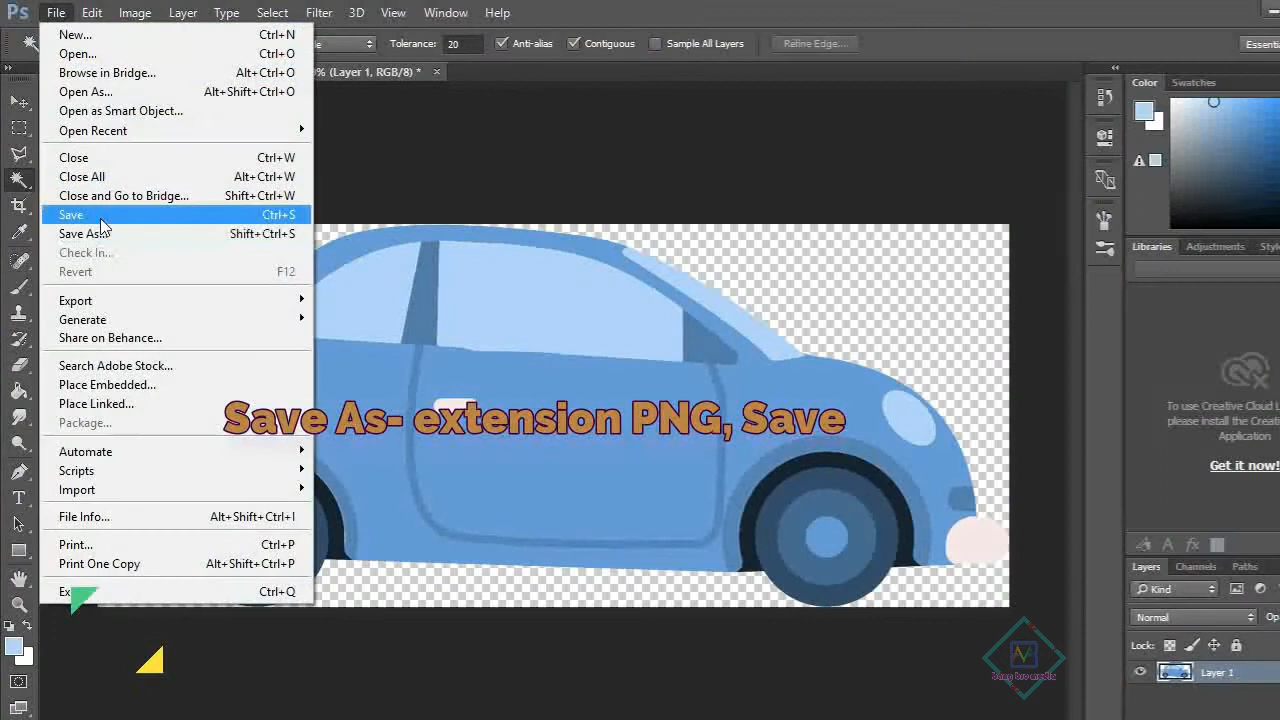 Ps File Edit Image Layer Type Select Filter 3D View Window Help
Tolerance: 20 Anti-alias Contiguous Sample All Layers Refine Edge... Essenti
% (Layer 1, RGB/8) * ×
New... Ctrl+N
Open... Ctrl+O
Browse in Bridge... Alt+Ctrl+O
Open As... Alt+Shift+Ctrl+O
Open as Smart Object...
Open Recent
Close Ctrl+W
Close All Alt+Ctrl+W
Close and Go to Bridge... Shift+Ctrl+W
Save Ctrl+S
Save As... Shift+Ctrl+S
Check In...
Revert F12
Export
Generate
Share on Behance...
Search Adobe Stock...
Place Embedded...
Place Linked...
Package...
Automate
Scripts
Import
File Info... Alt+Shift+Ctrl+I
Print... Ctrl+P
Print One Copy Alt+Shift+Ctrl+P
Ex Ctrl+Q
Save As- extension PNG, Save
Color Swatches
Libraries Adjustments Style
To use Creative Cloud L
please install the Creativ
Application
Get it now!
Layers Channels Paths
Kind
Normal Op
Lock:
Layer 1